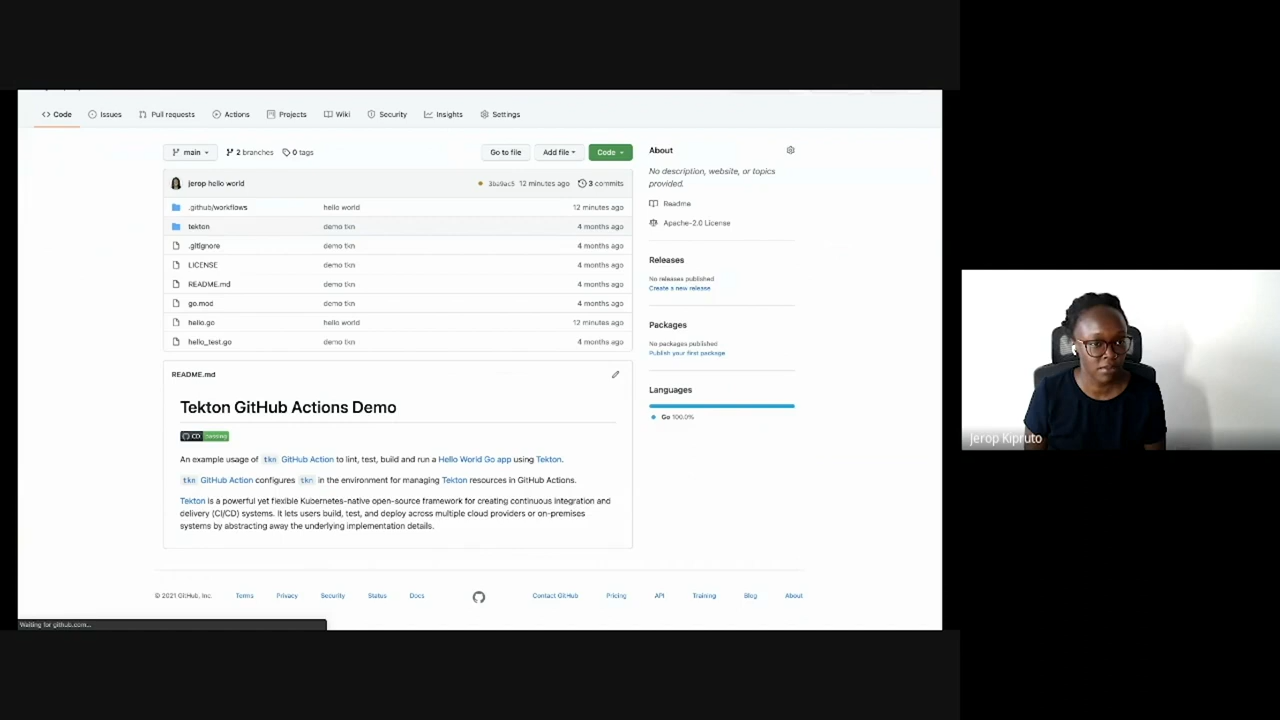 Code Issues Pull requests Actions Projects Wiki Security Insights Settings
main 2 branches 0 tags Go to file Add file Code
About
No description, website, or topics
provided.
Readme
Apache-2.0 License
jerop hello world 3ba9ac5 12 minutes ago 3 commits
.github/workflows hello world 12 minutes ago
tekton demo tkn 4 months ago
.gitignore demo tkn 4 months ago
LICENSE demo tkn 4 months ago
README.md demo tkn 4 months ago
go.mod demo tkn 4 months ago
hello.go hello world 12 minutes ago
hello_test.go demo tkn 4 months ago
Releases
No releases published
Create a new release
Packages
No packages published
Publish your first package
Languages
Go 100.0%
README.md
Tekton GitHub Actions Demo
CD passing
An example usage of tkn GitHub Action to lint, test, build and run a Hello World Go app using Tekton.
tkn GitHub Action configures tkn in the environment for managing Tekton resources in GitHub Actions.
Tekton is a powerful yet flexible Kubernetes-native open-source framework for creating continuous integration and
delivery (CI/CD) systems. It lets users build, test, and deploy across multiple cloud providers or on-premises
systems by abstracting away the underlying implementation details.
© 2021 GitHub, Inc. Terms Privacy Security Status Docs Contact GitHub Pricing API Training Blog About
Waiting for github.com...
Jerop Kipruto